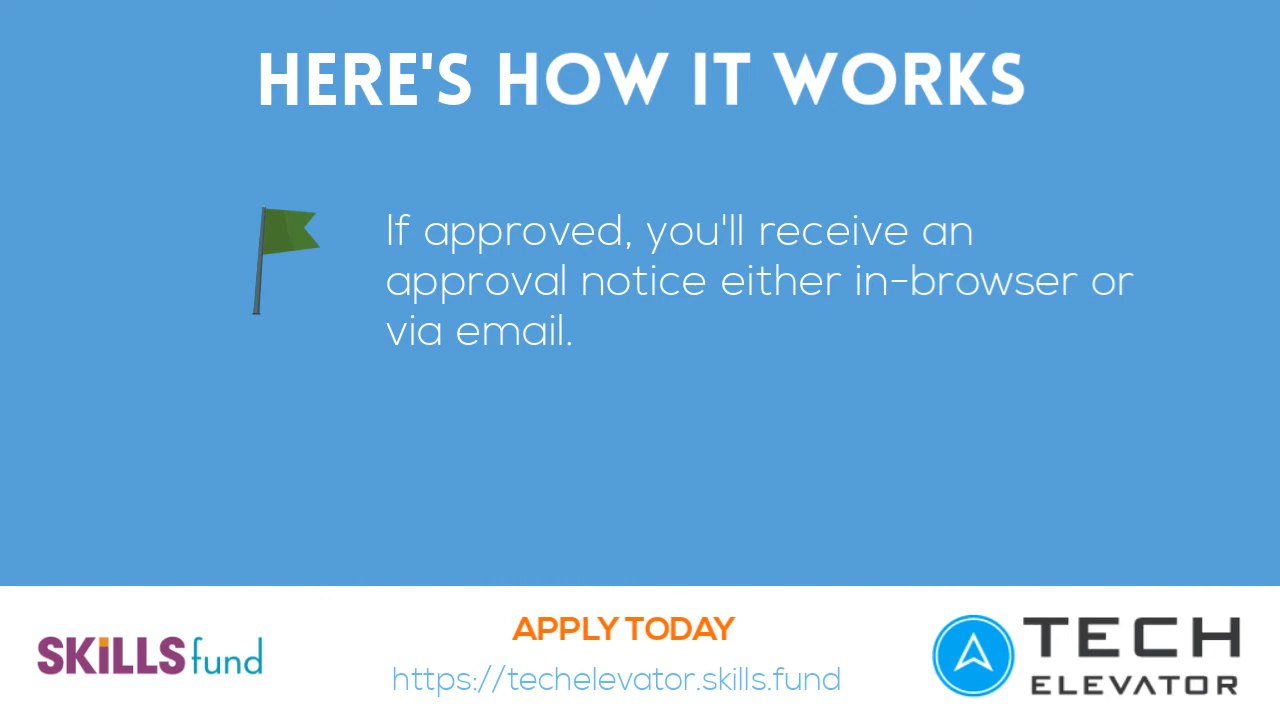 HERE'S HOW IT WORKS
If approved, you'll receive an
approval notice either in-browser or
via email.
SKiLLS fund
APPLY TODAY
https://techelevator.skills.fund
TECH
ELEVATOR